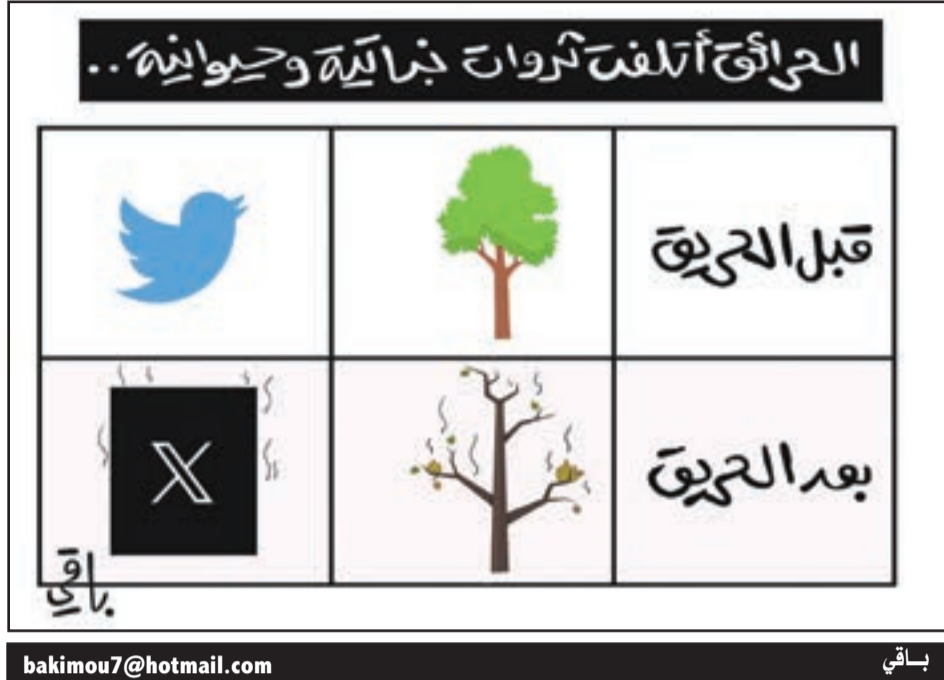 الحرائق أتلفت ثروات نباتية وحيوانية..
قبل الحريق
بعد الحريق
X
باقي
باقي
bakimou7@hotmail.com